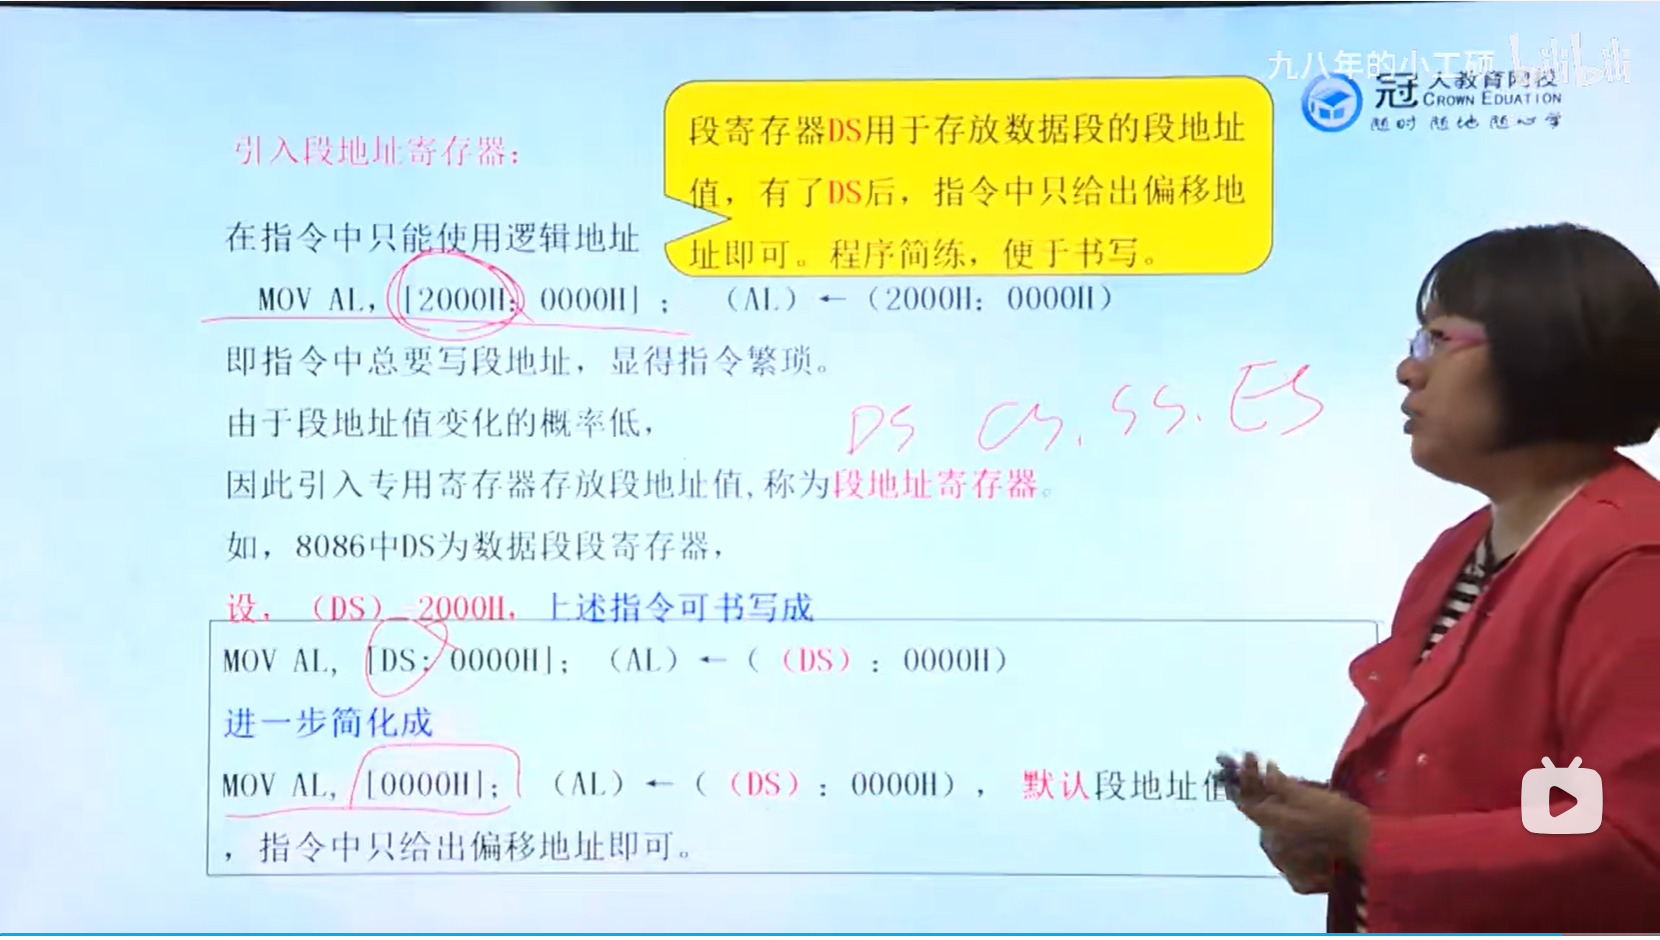 九八年的小工硕 bilibili
冠人教育网校
CROWN EDUATION
随时随地随心学
段寄存器DS用于存放数据段的段地址
值，有了DS后，指令中只给出偏移地
址即可。程序简练，便于书写。
引入段地址寄存器：
在指令中只能使用逻辑地址
MOV AL，[2000H：0000H]； （AL）←（2000H：0000H）
即指令中总要写段地址，显得指令繁琐。
由于段地址值变化的概率低，
DS CS. SS. ES
因此引入专用寄存器存放段地址值,称为段地址寄存器。
如，8086中DS为数据段段寄存器，
设，（DS）=2000H，上述指令可书写成
MOV AL, [DS：0000H]；（AL）←（（DS）：0000H）
进一步简化成
MOV AL, [0000H]； （AL）←（（DS）：0000H），默认段地址值
，指令中只给出偏移地址即可。